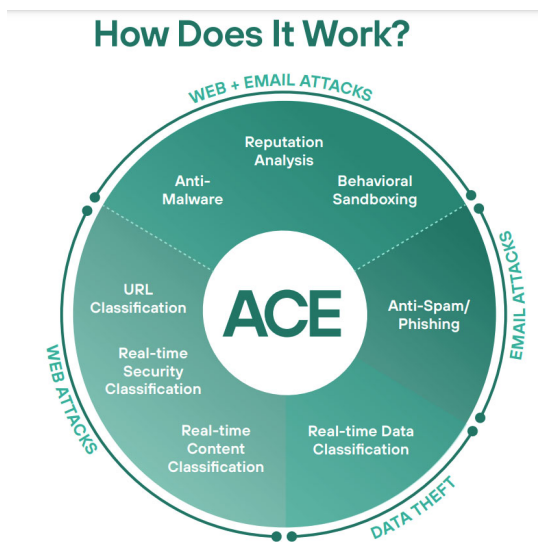 How Does It Work?
WEB + EMAIL ATTACKS
Reputation
Analysis
Anti-
Malware
Behavioral
Sandboxing
URL
Classification
ACE
Anti-Spam/
Phishing
EMAIL ATTACKS
Real-time
Security
Classification
WEB ATTACKS
Real-time
Content
Classification
Real-time Data
Classification
DATA THEFT